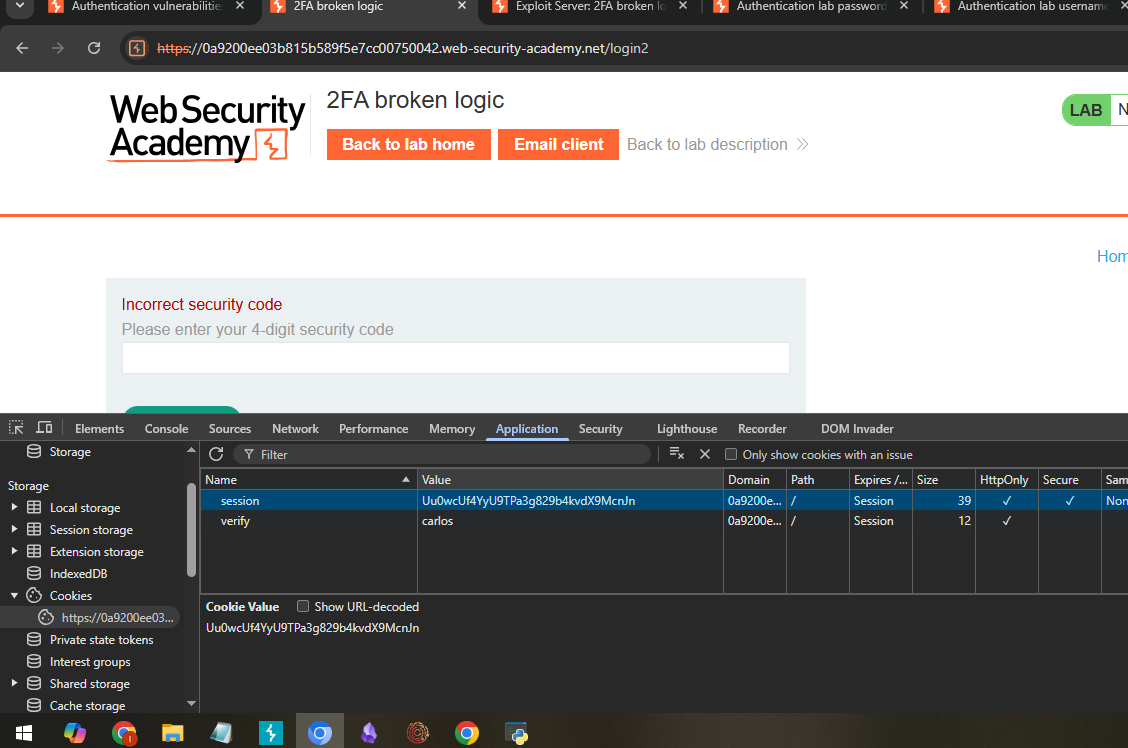 Authentication vulnerabilitie
2FA broken logic
Exploit Server: 2FA broken lo
Authentication lab password
Authentication lab username
https://0a9200ee03b815b589f5e7cc00750042.web-security-academy.net/login2
WebSecurity
Academy
2FA broken logic
LAB N
Back to lab home
Email client
Back to lab description
Hom
Incorrect security code
Please enter your 4-digit security code
Elements Console Sources Network Performance Memory Application Security Lighthouse Recorder DOM Invader
Storage
Filter
Only show cookies with an issue
Name Value Domain Path Expires /... Size HttpOnly Secure Sam
session Uu0wcUf4YyU9TPa3g829b4kvdX9McnJn 0a9200e... / Session 39 ✓ ✓ Non
verify carlos 0a9200e... / Session 12 ✓
Storage
Local storage
Session storage
Extension storage
IndexedDB
Cookies
https://0a9200ee03...
Private state tokens
Interest groups
Shared storage
Cache storage
Cookie Value Show URL-decoded
Uu0wcUf4YyU9TPa3g829b4kvdX9McnJn